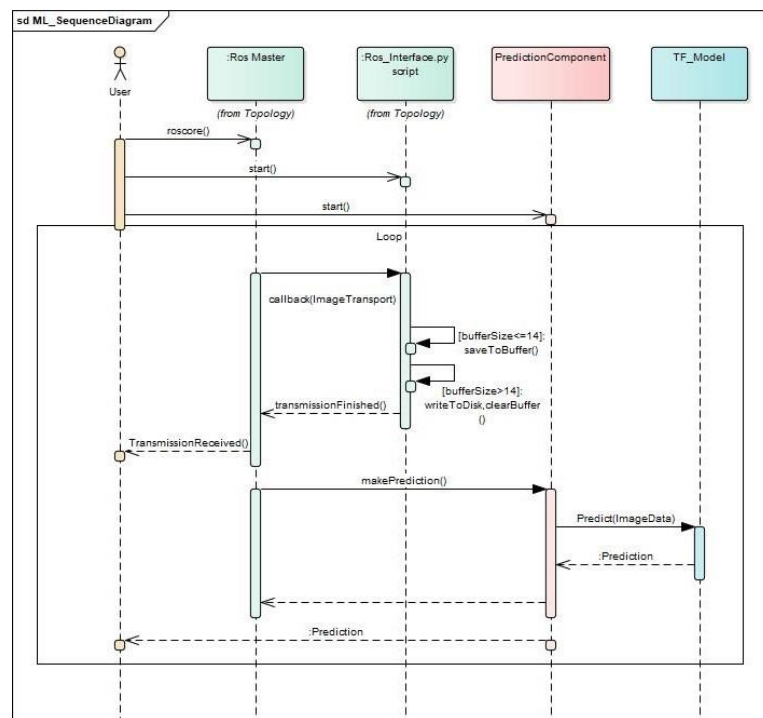 sd ML_SequenceDiagram
User
:Ros Master
(from Topology)
:Ros_Interface.py
script
(from Topology)
PredictionComponent
TF_Model
roscore()
start()
start()
Loop
callback(ImageTransport)
[bufferSize<=14]:
saveToBuffer()
[bufferSize>14]:
writeToDisk,clearBuffer
()
transmissionFinished()
TransmissionReceived()
makePrediction()
Predict(ImageData)
:Prediction
:Prediction